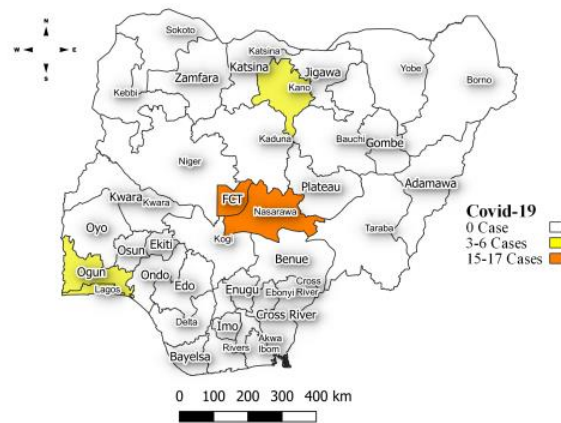 N
W E
S
Sokoto
Katsina
Katsina
Jigawa
Yobe
Borno
Zamfara
Kebbi
Kano
Kaduna
Bauchi
Gombe
Niger
Adamawa
FCT
Plateau
Nasarawa
Kwara
Kwara
Taraba
Oyo
Kogi
Osun
Ekiti
Benue
Ogun
Ondo
Lagos
Edo
Enugu
Ebonyi
Cross
River
Delta
Imo
Cross River
Bayelsa
Rivers
Akwa
Ibom
Covid-19
0 Case
3-6 Cases
15-17 Cases
0 100 200 300 400 km